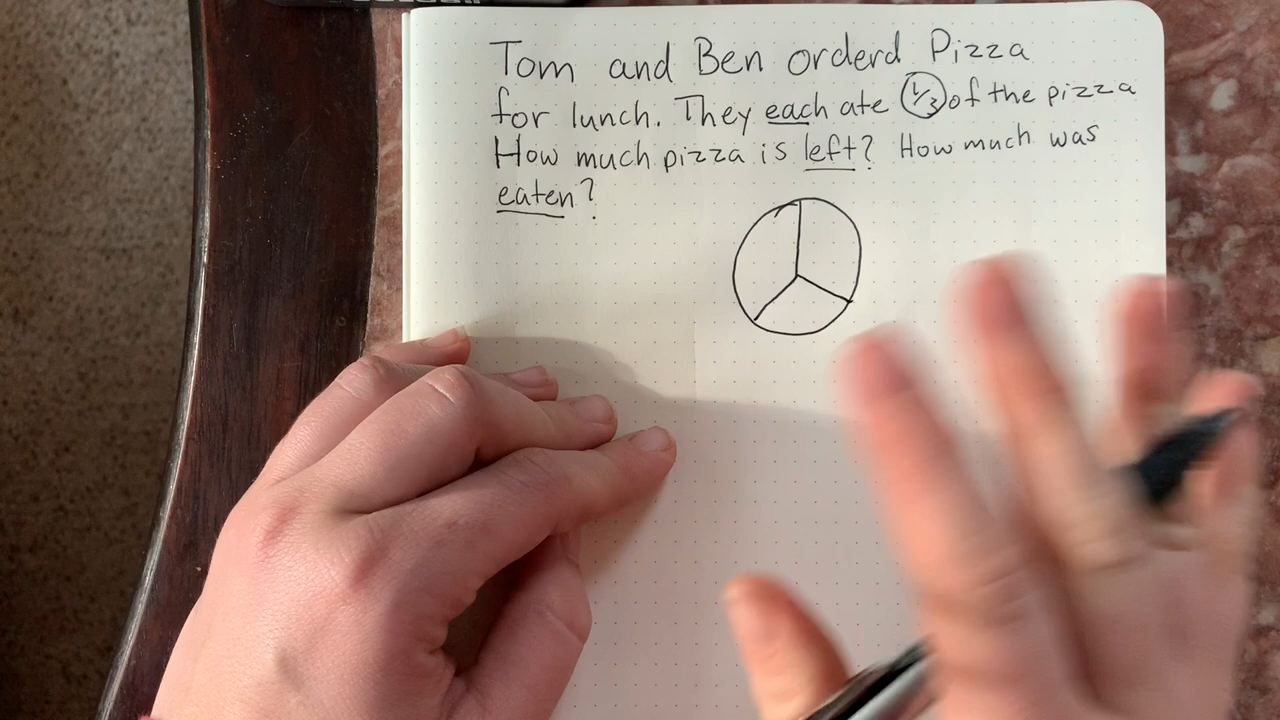 Tom and Ben orderd Pizza
for lunch. They each ate 1/3 of the pizza
How much pizza is left? How much was
eaten?